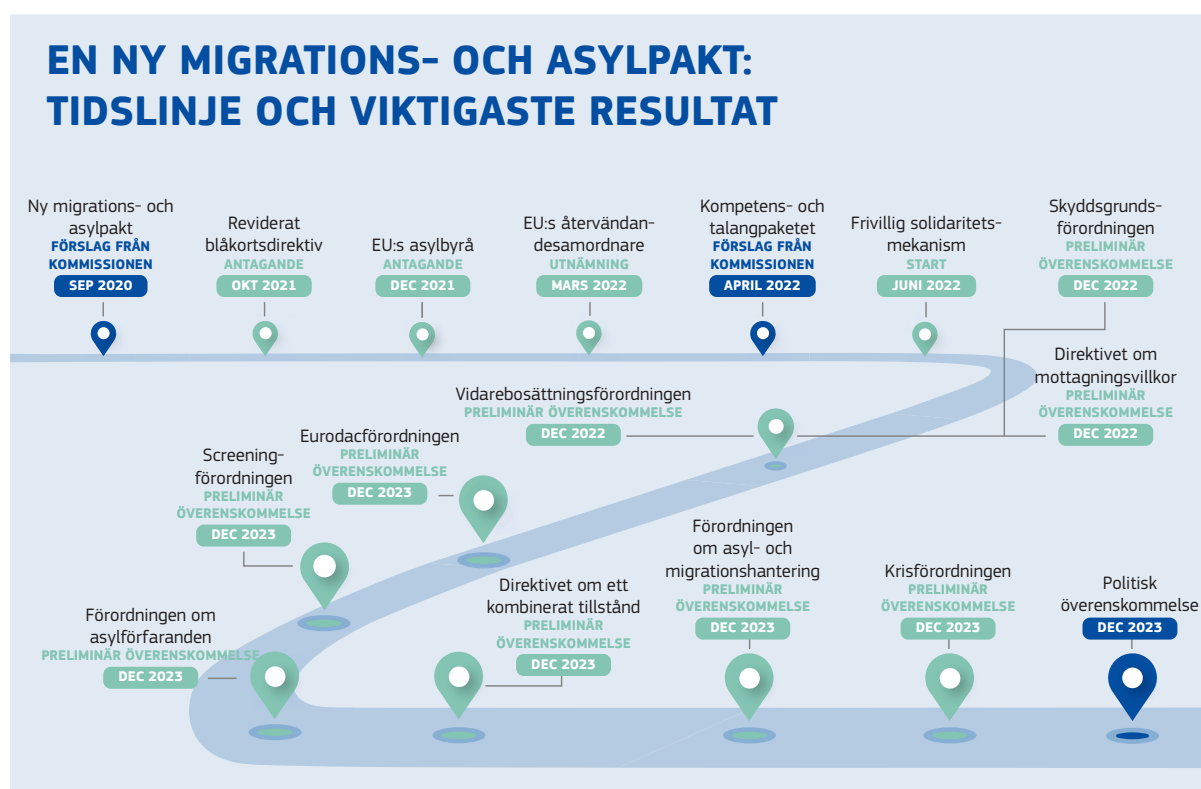 EN NY MIGRATIONS- OCH ASYLPAKT:
TIDSLINJE OCH VIKTIGASTE RESULTAT
Ny migrations- och
asylpakt
FÖRSLAG FRÅN
KOMMISSIONEN
SEP 2020
Reviderat
blåkortsdirektiv
ANTAGANDE
OKT 2021
EU:s asylbyrå
ANTAGANDE
DEC 2021
EU:s återvändan-
desamordnare
UTNÄMNING
MARS 2022
Kompetens- och
talangpaketet
FÖRSLAG FRÅN
KOMMISSIONEN
APRIL 2022
Frivillig solidaritets-
mekanism
START
JUNI 2022
Skyddsgrunds-
förordningen
PRELIMINÄR
ÖVERENSKOMMELSE
DEC 2022
Direktivet om
mottagningsvillkor
PRELIMINÄR
ÖVERENSKOMMELSE
DEC 2022
Vidarebosättningsförordningen
PRELIMINÄR ÖVERENSKOMMELSE
DEC 2022
Eurodacförordningen
PRELIMINÄR
ÖVERENSKOMMELSE
DEC 2023
Screening-
förordningen
PRELIMINÄR
ÖVERENSKOMMELSE
DEC 2023
Förordningen om
asylförfaranden
PRELIMINÄR ÖVERENSKOMMELSE
DEC 2023
Direktivet om ett
kombinerat tillstånd
PRELIMINÄR
ÖVERENSKOMMELSE
DEC 2023
Förordningen
om asyl- och
migrationshantering
PRELIMINÄR
ÖVERENSKOMMELSE
DEC 2023
Krisförordningen
PRELIMINÄR
ÖVERENSKOMMELSE
DEC 2023
Politisk
överenskommelse
DEC 2023